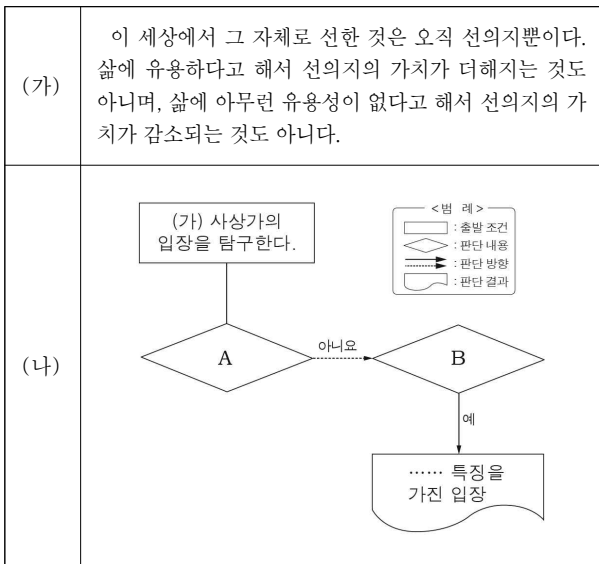 (가)
이 세상에서 그 자체로 선한 것은 오직 선의지뿐이다.
삶에 유용하다고 해서 선의지의 가치가 더해지는 것도
아니며, 삶에 아무런 유용성이 없다고 해서 선의지의 가
치가 감소되는 것도 아니다.
(나)
(가) 사상가의
입장을 탐구한다.
<범 례>
: 출발 조건
: 판단 내용
: 판단 방향
: 판단 결과
A
아니요
B
예
…… 특징을
가진 입장